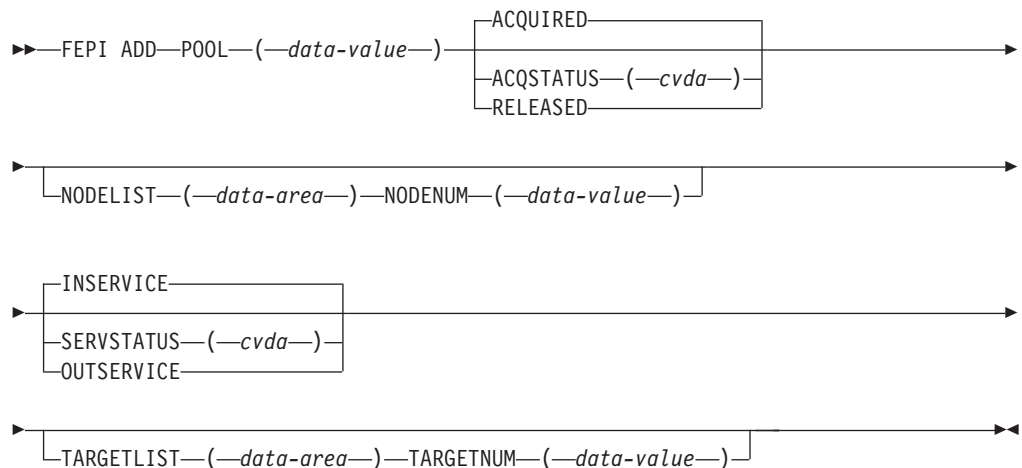 ACQUIRED
FEPI ADD POOL ( data-value )
ACQSTATUS ( cvda )
RELEASED
NODELIST ( data-area ) NODENUM ( data-value )
INSERVICE
SERVSTATUS ( cvda )
OUTSERVICE
TARGETLIST ( data-area ) TARGETNUM ( data-value )